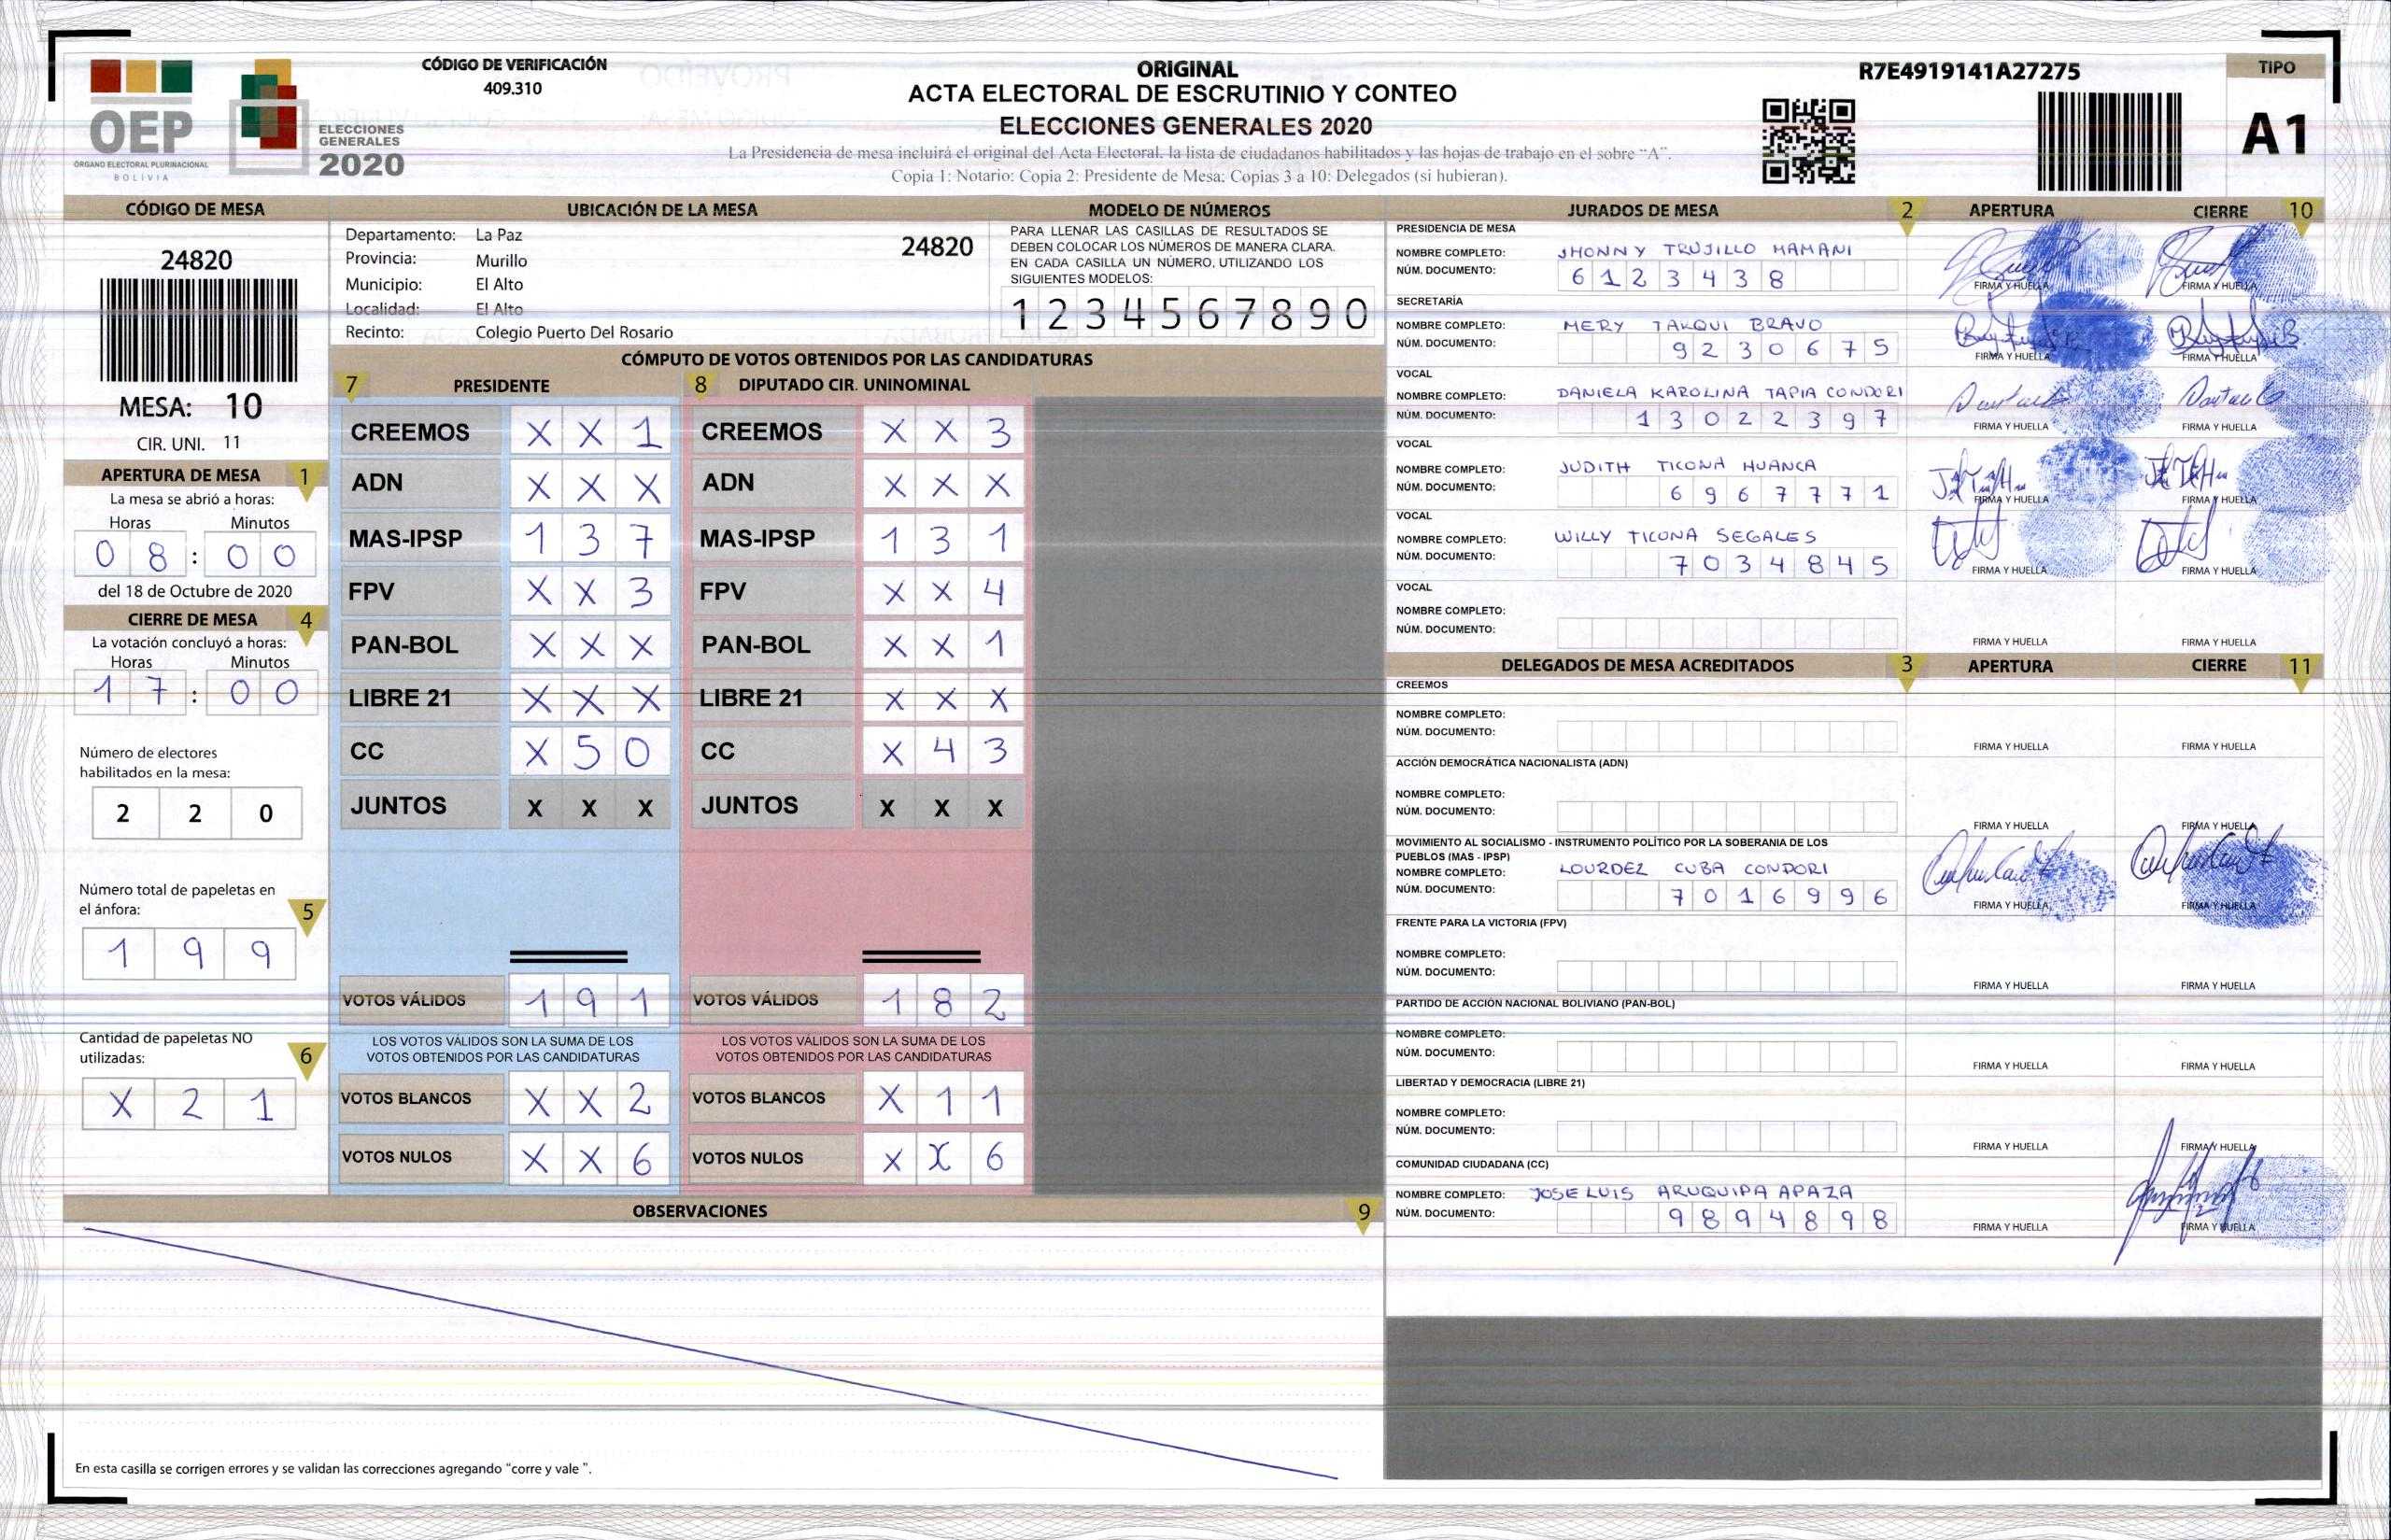 OEP
ÓRGANO ELECTORAL PLURINACIONAL
BOLIVIA
ELECCIONES
GENERALES
2020
CÓDIGO DE VERIFICACIÓN
409.310
ORIGINAL
ACTA ELECTORAL DE ESCRUTINIO Y CONTEO
ELECCIONES GENERALES 2020
La Presidencia de mesa incluirá el original del Acta Electoral, la lista de ciudadanos habilitados y las hojas de trabajo en el sobre “A”.
Copia 1: Notario; Copia 2: Presidente de Mesa; Copias 3 a 10: Delegados (si hubieran).
R7E4919141A27275
TIPO
A1
CÓDIGO DE MESA
24820
MESA: 10
CIR. UNI. 11
APERTURA DE MESA 1
La mesa se abrió a horas:
Horas Minutos
0 8 : 0 0
del 18 de Octubre de 2020
CIERRE DE MESA 4
La votación concluyó a horas:
Horas Minutos
1 7 : 0 0
Número de electores
habilitados en la mesa:
2 2 0
Número total de papeletas en
el ánfora:
5
1 9 9
Cantidad de papeletas NO
utilizadas:
6
X 2 1
UBICACIÓN DE LA MESA
Departamento: La Paz
24820
Provincia: Murillo
Municipio: El Alto
Localidad: El Alto
Recinto: Colegio Puerto Del Rosario
MODELO DE NÚMEROS
PARA LLENAR LAS CASILLAS DE RESULTADOS SE
DEBEN COLOCAR LOS NÚMEROS DE MANERA CLARA.
EN CADA CASILLA UN NÚMERO, UTILIZANDO LOS
SIGUIENTES MODELOS:
1 2 3 4 5 6 7 8 9 0
CÓMPUTO DE VOTOS OBTENIDOS POR LAS CANDIDATURAS
7 PRESIDENTE 8 DIPUTADO CIR. UNINOMINAL
CREEMOS X X 1 CREEMOS X X 3
ADN X X X ADN X X X
MAS-IPSP 1 3 7 MAS-IPSP 1 3 1
FPV X X 3 FPV X X 4
PAN-BOL X X X PAN-BOL X X 1
LIBRE 21 X X X LIBRE 21 X X X
CC X 5 0 CC X 4 3
JUNTOS X X X JUNTOS X X X
VOTOS VÁLIDOS 1 9 1 VOTOS VÁLIDOS 1 8 2
LOS VOTOS VÁLIDOS SON LA SUMA DE LOS LOS VOTOS VÁLIDOS SON LA SUMA DE LOS
VOTOS OBTENIDOS POR LAS CANDIDATURAS VOTOS OBTENIDOS POR LAS CANDIDATURAS
VOTOS BLANCOS X X 2 VOTOS BLANCOS X 1 1
VOTOS NULOS X X 6 VOTOS NULOS X X 6
OBSERVACIONES 9
En esta casilla se corrigen errores y se validan las correcciones agregando “corre y vale ”.
JURADOS DE MESA 2 APERTURA CIERRE 10
PRESIDENCIA DE MESA
NOMBRE COMPLETO: JHONNY TRUJILLO MAMANI
NÚM. DOCUMENTO: 6 1 2 3 4 3 8
FIRMA Y HUELLA FIRMA Y HUELLA
SECRETARÍA
NOMBRE COMPLETO: MERY TARQUI BRAVO
NÚM. DOCUMENTO: 9 2 3 0 6 7 5
FIRMA Y HUELLA FIRMA Y HUELLA
VOCAL
NOMBRE COMPLETO: DANIELA KAROLINA TAPIA CONDORI
NÚM. DOCUMENTO: 1 3 0 2 2 3 9 7
FIRMA Y HUELLA FIRMA Y HUELLA
VOCAL
NOMBRE COMPLETO: JUDITH TICONA HUANCA
NÚM. DOCUMENTO: 6 9 6 7 7 7 1
FIRMA Y HUELLA FIRMA Y HUELLA
VOCAL
NOMBRE COMPLETO: WILLY TICONA SEGALES
NÚM. DOCUMENTO: 7 0 3 4 8 4 5
FIRMA Y HUELLA FIRMA Y HUELLA
VOCAL
NOMBRE COMPLETO:
NÚM. DOCUMENTO:
FIRMA Y HUELLA FIRMA Y HUELLA
DELEGADOS DE MESA ACREDITADOS 3 APERTURA CIERRE 11
CREEMOS
NOMBRE COMPLETO:
NÚM. DOCUMENTO:
FIRMA Y HUELLA FIRMA Y HUELLA
ACCIÓN DEMOCRÁTICA NACIONALISTA (ADN)
NOMBRE COMPLETO:
NÚM. DOCUMENTO:
FIRMA Y HUELLA FIRMA Y HUELLA
MOVIMIENTO AL SOCIALISMO - INSTRUMENTO POLÍTICO POR LA SOBERANIA DE LOS
PUEBLOS (MAS - IPSP)
NOMBRE COMPLETO: LOURDEZ CUBA CONDORI
NÚM. DOCUMENTO: 7 0 1 6 9 9 6
FIRMA Y HUELLA FIRMA Y HUELLA
FRENTE PARA LA VICTORIA (FPV)
NOMBRE COMPLETO:
NÚM. DOCUMENTO:
FIRMA Y HUELLA FIRMA Y HUELLA
PARTIDO DE ACCIÓN NACIONAL BOLIVIANO (PAN-BOL)
NOMBRE COMPLETO:
NÚM. DOCUMENTO:
FIRMA Y HUELLA FIRMA Y HUELLA
LIBERTAD Y DEMOCRACIA (LIBRE 21)
NOMBRE COMPLETO:
NÚM. DOCUMENTO:
FIRMA Y HUELLA FIRMA Y HUELLA
COMUNIDAD CIUDADANA (CC)
NOMBRE COMPLETO: JOSE LUIS ARUQUIPA APAZA
NÚM. DOCUMENTO: 9 8 9 4 8 9 8
FIRMA Y HUELLA FIRMA Y HUELLA